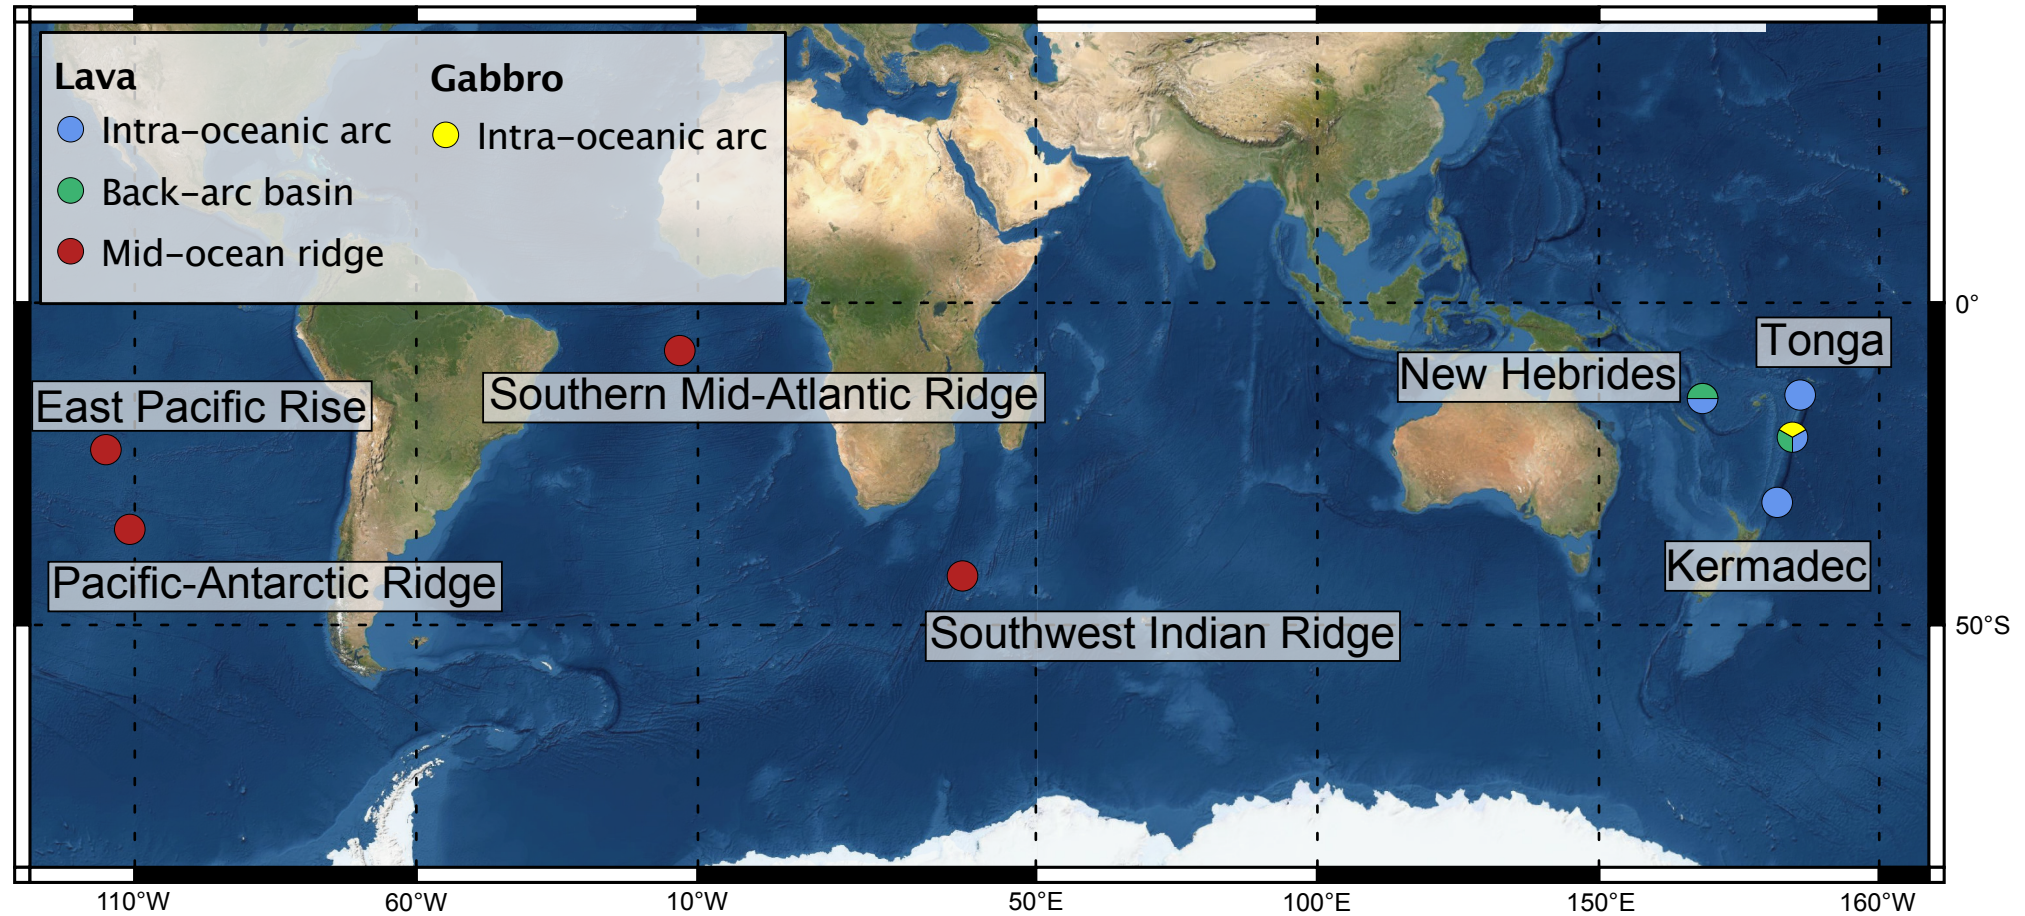 Lava
Gabbro
Intra-oceanic arc
Intra-oceanic arc
Back-arc basin
Mid-ocean ridge
0°
Tonga
New Hebrides
Southern Mid-Atlantic Ridge
East Pacific Rise
Kermadec
Pacific-Antarctic Ridge
Southwest Indian Ridge
50°S
110°W
60°W
10°W
50°E
100°E
150°E
160°W